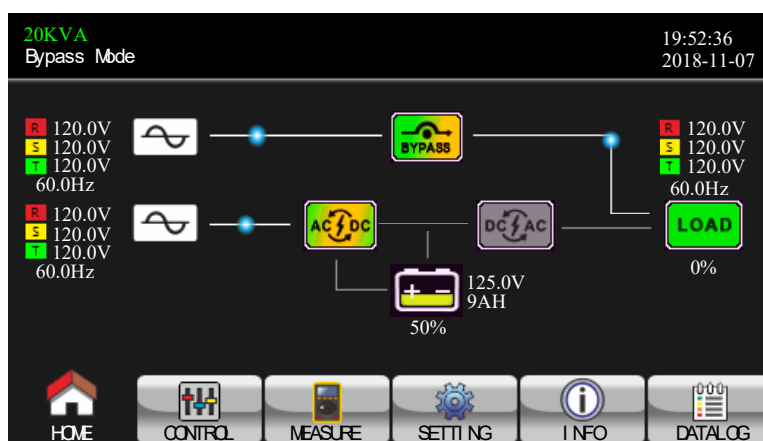 20KVA
Bypass Mode
19:52:36
2018-11-07
R 120.0V
S 120.0V
T 120.0V
60.0Hz
BYPASS
R 120.0V
S 120.0V
T 120.0V
60.0Hz
R 120.0V
S 120.0V
T 120.0V
60.0Hz
AC DC
DC AC
LOAD
0%
125.0V
9AH
50%
HOME
CONTROL
MEASURE
SETTING
INFO
DATALOG